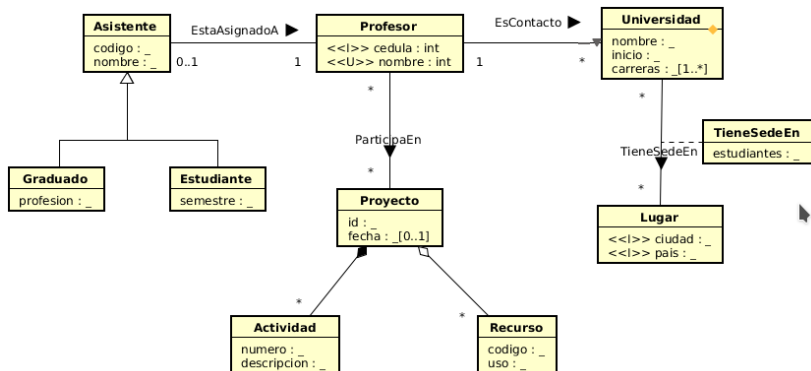 Asistente
codigo : _
nombre : _
EstaAsignadoA
0..1
1
Profesor
<<I>> cedula : int
<<U>> nombre : int
EsContacto
1
*
Universidad
nombre : _
inicio : _
carreras : _[1..*]
*
*
ParticipaEn
*
TieneSedeEn
*
TieneSedeEn
estudiantes : _
Graduado
profesion : _
Estudiante
semestre : _
Proyecto
id : _
fecha : _[0..1]
Lugar
<<I>> ciudad : _
<<I>> pais : _
*
*
Actividad
numero : _
descripcion : _
Recurso
codigo : _
uso : _